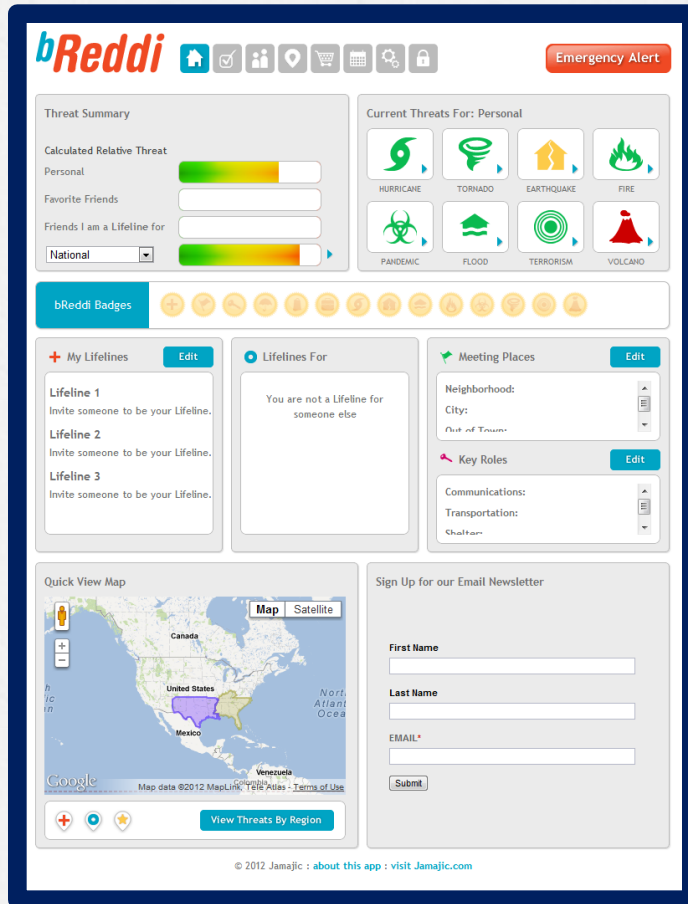 bReddi
Emergency Alert
Threat Summary
Calculated Relative Threat
Personal
Favorite Friends
Friends I am a Lifeline for
National
Current Threats For: Personal
HURRICANE TORNADO EARTHQUAKE FIRE
PANDEMIC FLOOD TERRORISM VOLCANO
bReddi Badges
My Lifelines Edit
Lifeline 1
Invite someone to be your Lifeline.
Lifeline 2
Invite someone to be your Lifeline.
Lifeline 3
Invite someone to be your Lifeline.
Lifelines For
You are not a Lifeline for
someone else
Meeting Places Edit
Neighborhood:
City:
Out of Town:
Key Roles Edit
Communications:
Transportation:
Shelter:
Quick View Map
Map Satellite
Canada
United States
Mexico
Venezuela
Colombia
Google
Map data ©2012 MapLink, Tele Atlas - Terms of Use
View Threats By Region
Sign Up for our Email Newsletter
First Name
Last Name
EMAIL*
Submit
© 2012 Jamajic : about this app : visit Jamajic.com